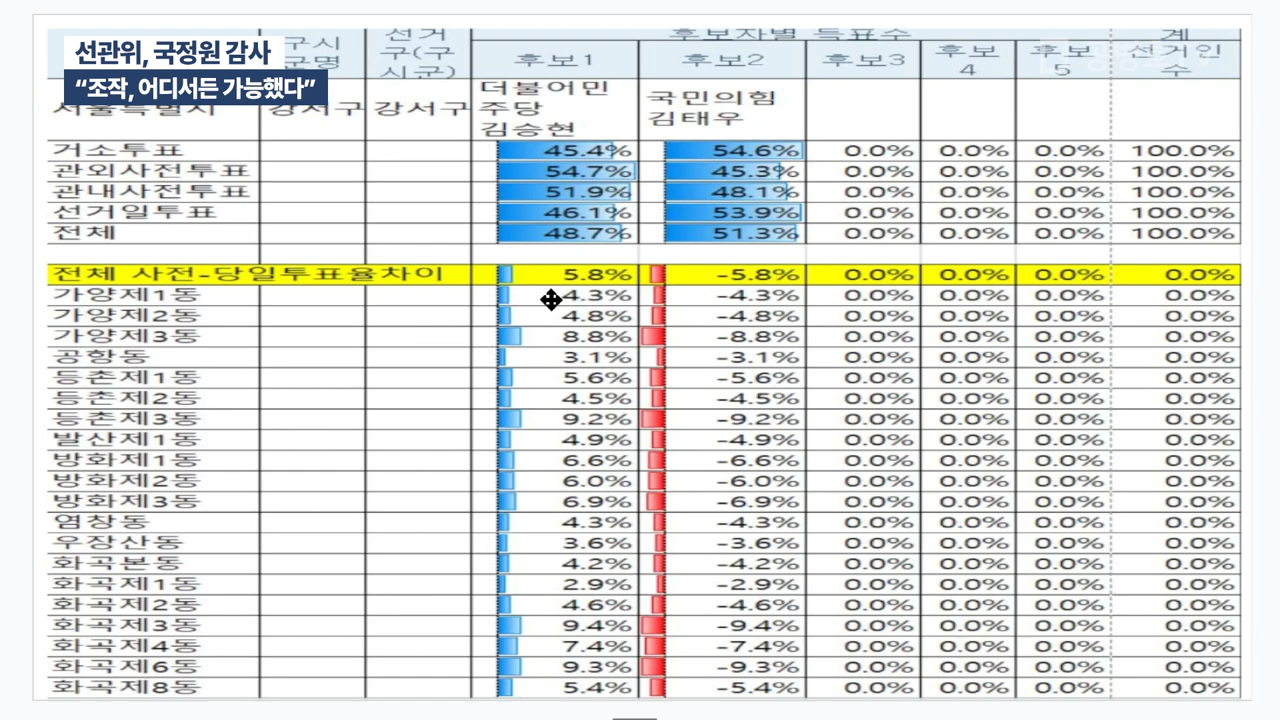 선관위, 국정원 감사
“조작, 어디서든 가능했다”
구시
군명
선거
구(구
시군)
후보자별 득표수
계
후보1 후보2 후보3 후보
4 후보
5 선거인
수
서울특별시 강서구 강서구 더불어민
주당
김승현 국민의힘
김태우
거소투표 45.4% 54.6% 0.0% 0.0% 0.0% 100.0%
관외사전투표 54.7% 45.3% 0.0% 0.0% 0.0% 100.0%
관내사전투표 51.9% 48.1% 0.0% 0.0% 0.0% 100.0%
선거일투표 46.1% 53.9% 0.0% 0.0% 0.0% 100.0%
전체 48.7% 51.3% 0.0% 0.0% 0.0% 100.0%
전체 사전-당일투표율차이 5.8% -5.8% 0.0% 0.0% 0.0% 0.0%
가양제1동 4.3% -4.3% 0.0% 0.0% 0.0% 0.0%
가양제2동 4.8% -4.8% 0.0% 0.0% 0.0% 0.0%
가양제3동 8.8% -8.8% 0.0% 0.0% 0.0% 0.0%
공항동 3.1% -3.1% 0.0% 0.0% 0.0% 0.0%
등촌제1동 5.6% -5.6% 0.0% 0.0% 0.0% 0.0%
등촌제2동 4.5% -4.5% 0.0% 0.0% 0.0% 0.0%
등촌제3동 9.2% -9.2% 0.0% 0.0% 0.0% 0.0%
발산제1동 4.9% -4.9% 0.0% 0.0% 0.0% 0.0%
방화제1동 6.6% -6.6% 0.0% 0.0% 0.0% 0.0%
방화제2동 6.0% -6.0% 0.0% 0.0% 0.0% 0.0%
방화제3동 6.9% -6.9% 0.0% 0.0% 0.0% 0.0%
염창동 4.3% -4.3% 0.0% 0.0% 0.0% 0.0%
우장산동 3.6% -3.6% 0.0% 0.0% 0.0% 0.0%
화곡본동 4.2% -4.2% 0.0% 0.0% 0.0% 0.0%
화곡제1동 2.9% -2.9% 0.0% 0.0% 0.0% 0.0%
화곡제2동 4.6% -4.6% 0.0% 0.0% 0.0% 0.0%
화곡제3동 9.4% -9.4% 0.0% 0.0% 0.0% 0.0%
화곡제4동 7.4% -7.4% 0.0% 0.0% 0.0% 0.0%
화곡제6동 9.3% -9.3% 0.0% 0.0% 0.0% 0.0%
화곡제8동 5.4% -5.4% 0.0% 0.0% 0.0% 0.0%